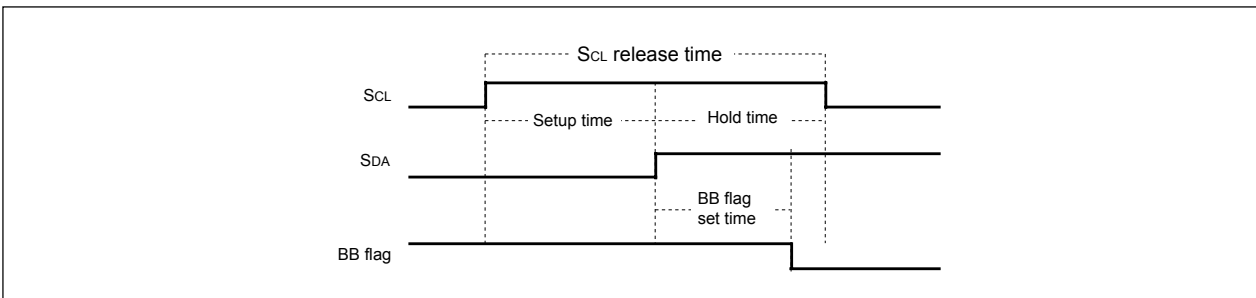 SCL release time
SCL
Setup time
Hold time
SDA
BB flag
set time
BB flag